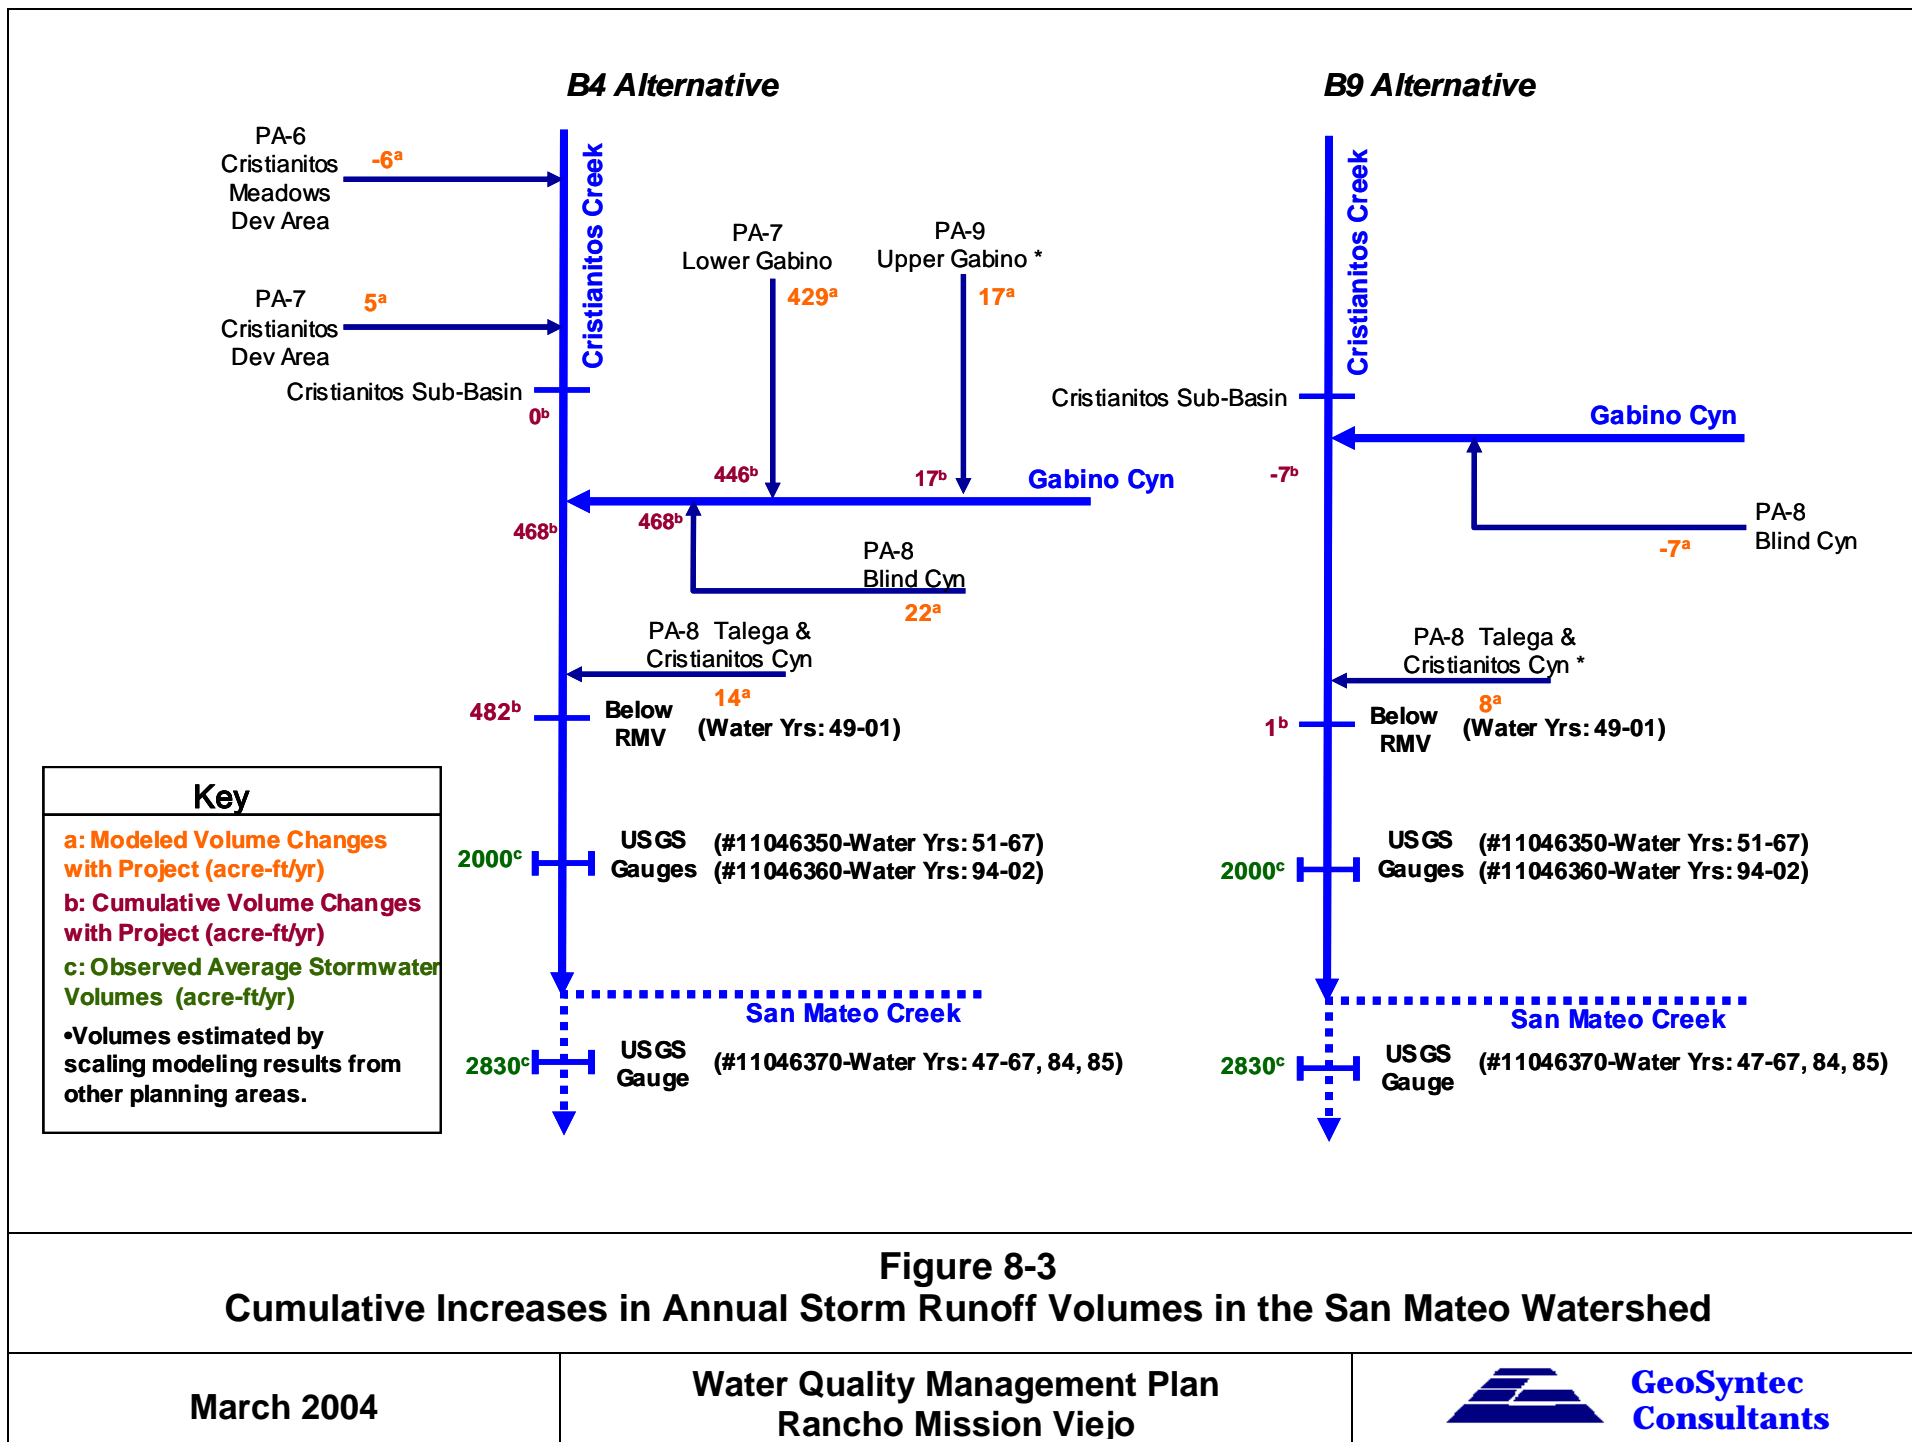 B4 Alternative
PA-6
Cristianitos
Meadows
Dev Area
-6ᵃ
PA-7
Cristianitos
Dev Area
5ᵃ
Cristianitos Creek
Cristianitos Sub-Basin
0ᵇ
PA-7
Lower Gabino
429ᵃ
PA-9
Upper Gabino *
17ᵃ
446ᵇ
17ᵇ
Gabino Cyn
468ᵇ
468ᵇ
PA-8
Blind Cyn
22ᵃ
PA-8 Talega &
Cristianitos Cyn
14ᵃ
482ᵇ
Below
RMV
(Water Yrs: 49-01)
2000ᶜ
USGS
Gauges
(#11046350-Water Yrs: 51-67)
(#11046360-Water Yrs: 94-02)
San Mateo Creek
2830ᶜ
USGS
Gauge
(#11046370-Water Yrs: 47-67, 84, 85)
B9 Alternative
Cristianitos Creek
Cristianitos Sub-Basin
Gabino Cyn
-7ᵇ
PA-8
Blind Cyn
-7ᵃ
PA-8 Talega &
Cristianitos Cyn *
8ᵃ
1ᵇ
Below
RMV
(Water Yrs: 49-01)
2000ᶜ
USGS
Gauges
(#11046350-Water Yrs: 51-67)
(#11046360-Water Yrs: 94-02)
San Mateo Creek
2830ᶜ
USGS
Gauge
(#11046370-Water Yrs: 47-67, 84, 85)
Key
a: Modeled Volume Changes
with Project (acre-ft/yr)
b: Cumulative Volume Changes
with Project (acre-ft/yr)
c: Observed Average Stormwater
Volumes (acre-ft/yr)
•Volumes estimated by
scaling modeling results from
other planning areas.
Figure 8-3
Cumulative Increases in Annual Storm Runoff Volumes in the San Mateo Watershed
March 2004
Water Quality Management Plan
Rancho Mission Viejo
GeoSyntec
Consultants